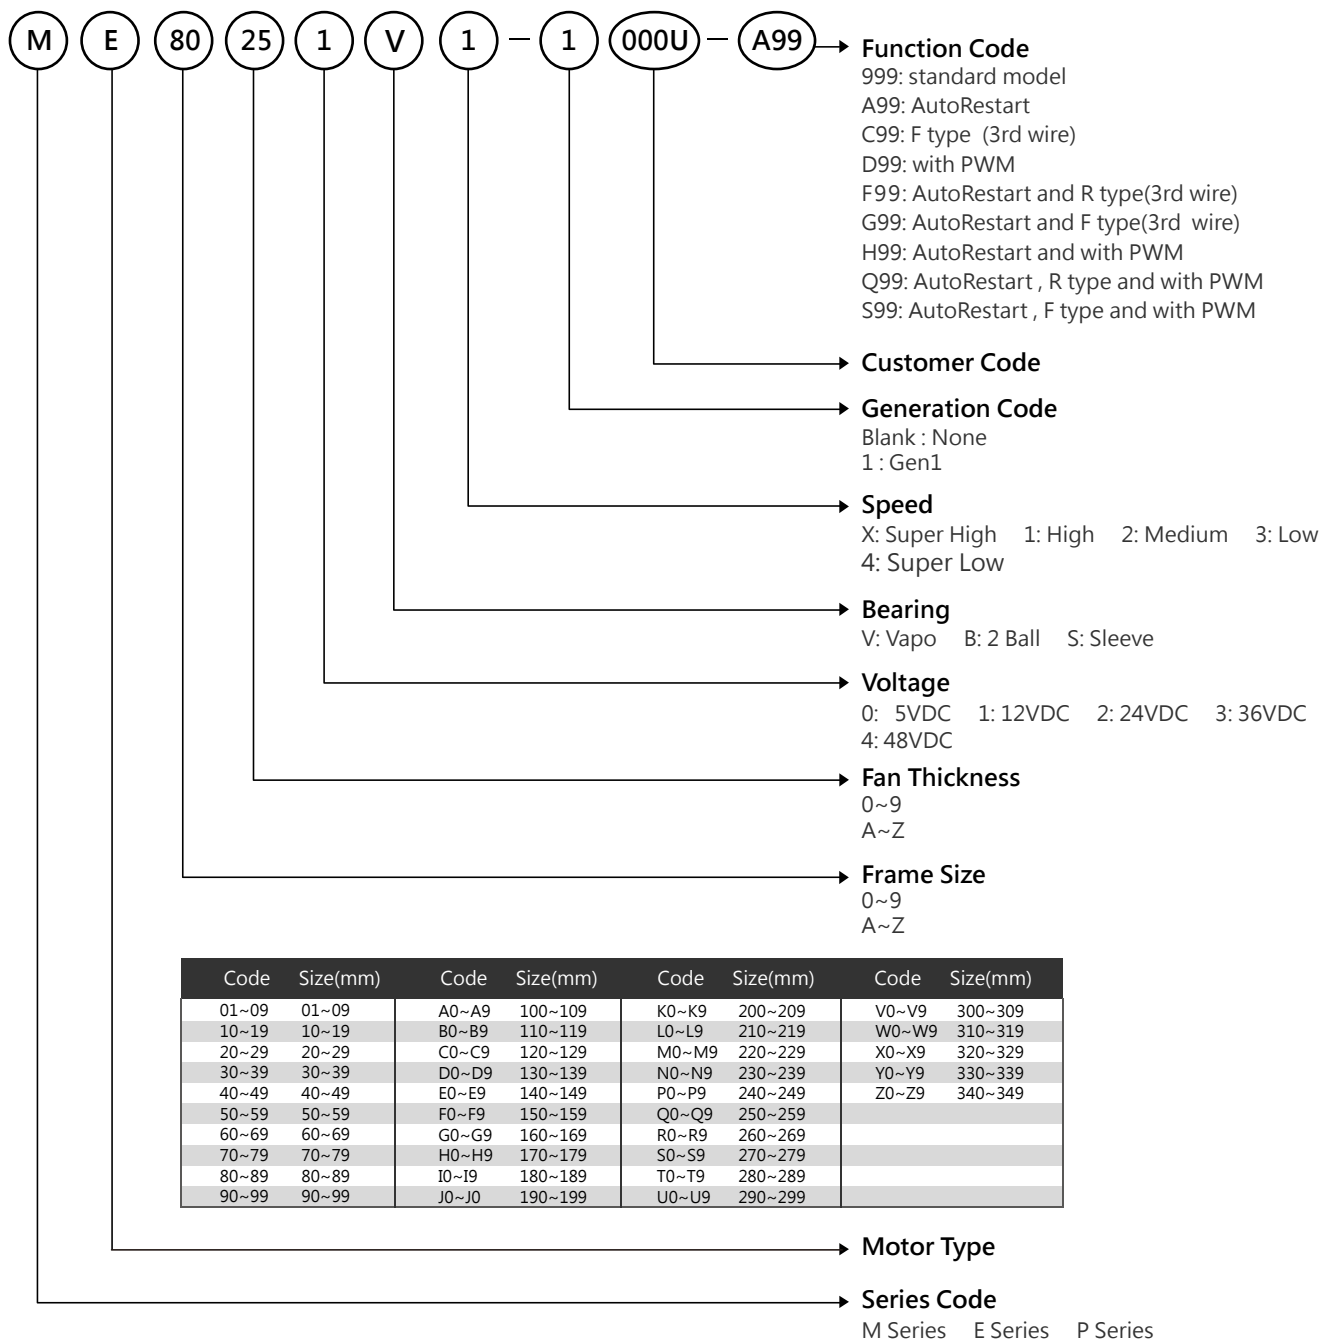 M E 80 25 1 V 1 — 1 000U — A99
Function Code
999: standard model
A99: AutoRestart
C99: F type (3rd wire)
D99: with PWM
F99: AutoRestart and R type(3rd wire)
G99: AutoRestart and F type(3rd wire)
H99: AutoRestart and with PWM
Q99: AutoRestart , R type and with PWM
S99: AutoRestart , F type and with PWM
Customer Code
Generation Code
Blank : None
1 : Gen1
Speed
X: Super High 1: High 2: Medium 3: Low
4: Super Low
Bearing
V: Vapo B: 2 Ball S: Sleeve
Voltage
0: 5VDC 1: 12VDC 2: 24VDC 3: 36VDC
4: 48VDC
Fan Thickness
0~9
A~Z
Frame Size
0~9
A~Z
Code Size(mm) Code Size(mm) Code Size(mm) Code Size(mm)
01~09 01~09 A0~A9 100~109 K0~K9 200~209 V0~V9 300~309
10~19 10~19 B0~B9 110~119 L0~L9 210~219 W0~W9 310~319
20~29 20~29 C0~C9 120~129 M0~M9 220~229 X0~X9 320~329
30~39 30~39 D0~D9 130~139 N0~N9 230~239 Y0~Y9 330~339
40~49 40~49 E0~E9 140~149 P0~P9 240~249 Z0~Z9 340~349
50~59 50~59 F0~F9 150~159 Q0~Q9 250~259
60~69 60~69 G0~G9 160~169 R0~R9 260~269
70~79 70~79 H0~H9 170~179 S0~S9 270~279
80~89 80~89 I0~I9 180~189 T0~T9 280~289
90~99 90~99 J0~J0 190~199 U0~U9 290~299
Motor Type
Series Code
M Series E Series P Series